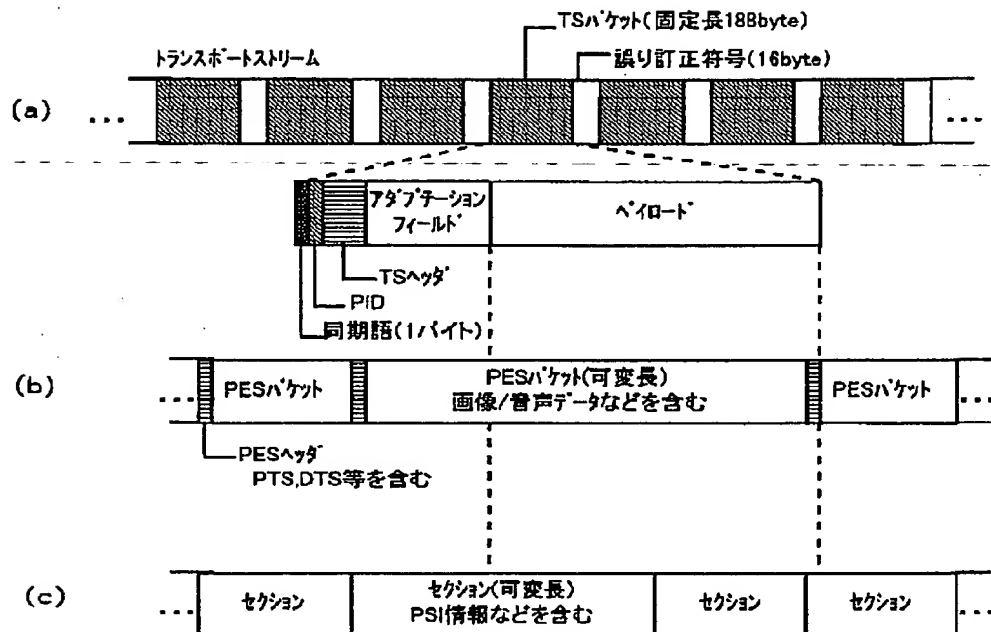 TSパケット(固定長188byte)
トランスポートストリーム
誤り訂正符号(16byte)
(a)
...
...
アダプテーション
フィールド
ペイロード
TSヘッダ
PID
同期語(1バイト)
(b)
...
PESパケット
PESパケット(可変長)
画像/音声データなどを含む
PESパケット
...
PESヘッダ
PTS,DTS等を含む
(c)
...
セクション
セクション(可変長)
PSI情報などを含む
セクション
セクション
...